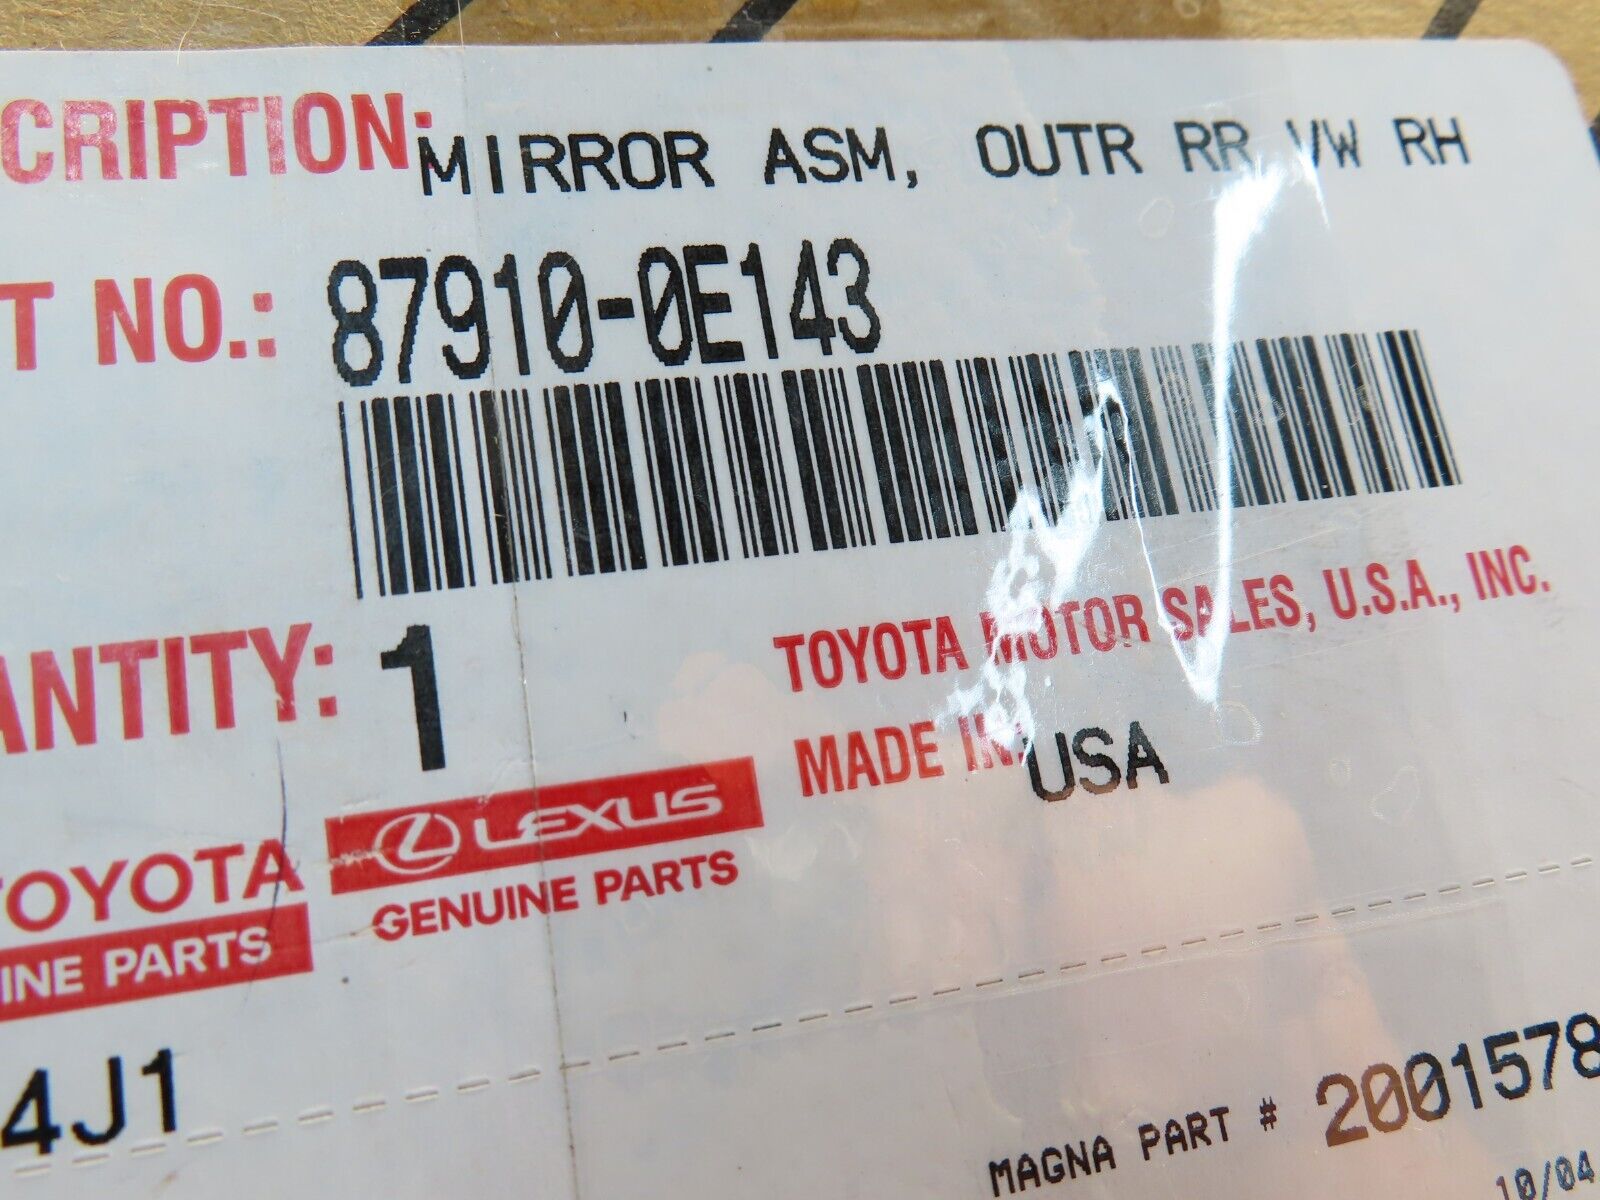 CRIPTION: MIRROR ASM, OUTR RR VW RH
T NO.: 87910-0E143
ANTITY: 1
TOYOTA MOTOR SALES, U.S.A., INC.
MADE IN: USA
TOYOTA
INE PARTS
LEXUS
GENUINE PARTS
4J1
MAGNA PART # 2001578
10/04